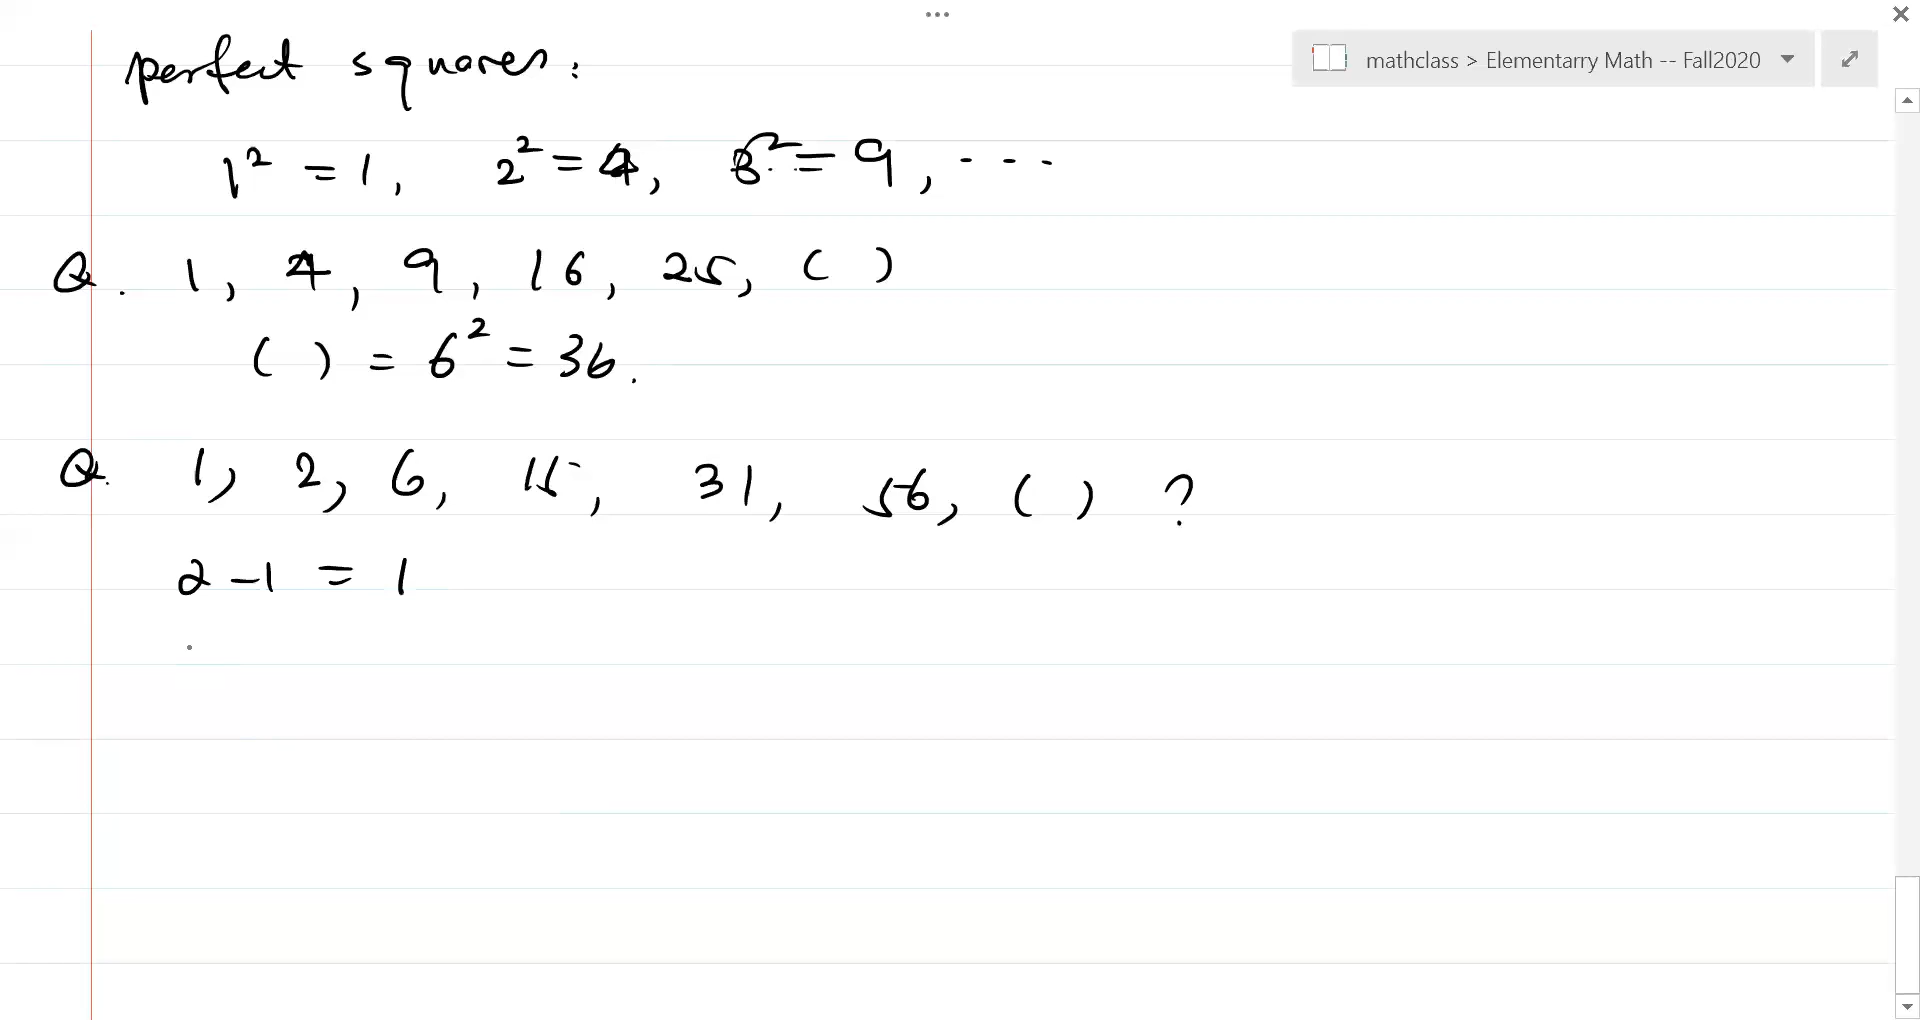 ...
mathclass > Elementarry Math -- Fall2020
perfect squares:
1² = 1, 2² = 4, 3² = 9, ...
Q. 1, 4, 9, 16, 25, ( )
( ) = 6² = 36.
Q. 1, 2, 6, 15, 31, 56, ( ) ?
2 - 1 = 1